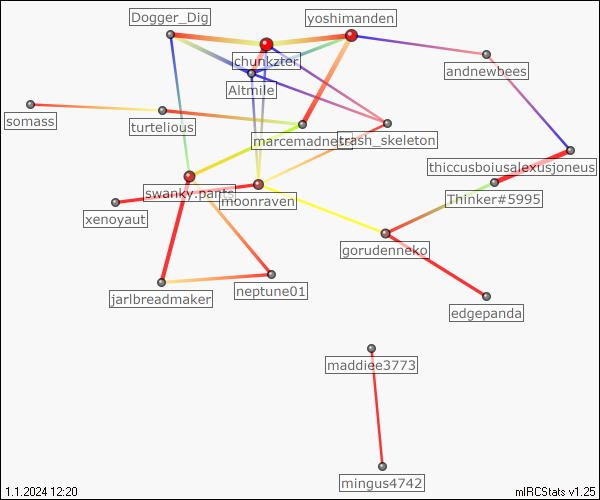 Dogger_Dig
yoshimanden
chunkzter
andnewbees
Altmile
somass
turtelious
marcemadness
trash_skeleton
thiccusboiusalexusjoneus
swanky.parts
moonraven
Thinker#5995
xenoyaut
gorudenneko
jarlbreadmaker
neptune01
edgepanda
maddiee3773
mingus4742
1.1.2024 12:20
mIRCStats v1.25